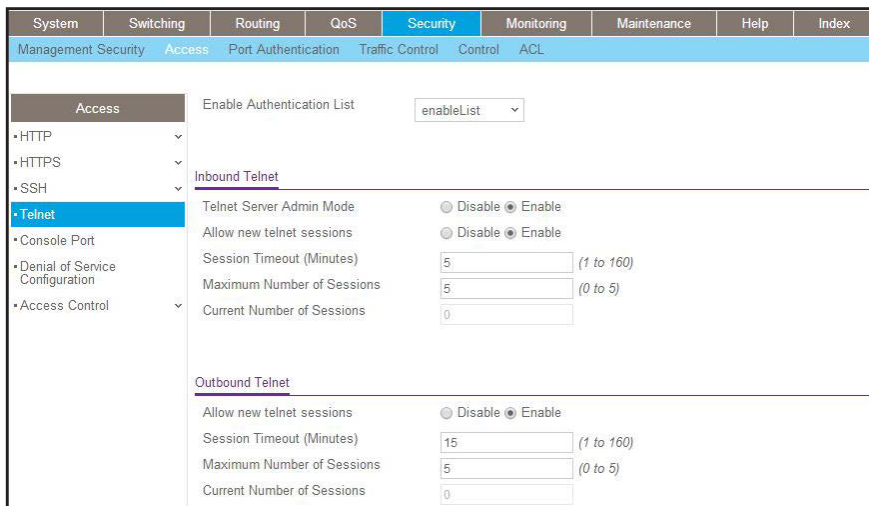 System Switching Routing QoS Security Monitoring Maintenance Help Index
Management Security Access Port Authentication Traffic Control Control ACL
Access
HTTP
HTTPS
SSH
Telnet
Console Port
Denial of Service
Configuration
Access Control
Enable Authentication List enableList
Inbound Telnet
Telnet Server Admin Mode Disable Enable
Allow new telnet sessions Disable Enable
Session Timeout (Minutes) 5 (1 to 160)
Maximum Number of Sessions 5 (0 to 5)
Current Number of Sessions 0
Outbound Telnet
Allow new telnet sessions Disable Enable
Session Timeout (Minutes) 15 (1 to 160)
Maximum Number of Sessions 5 (0 to 5)
Current Number of Sessions 0